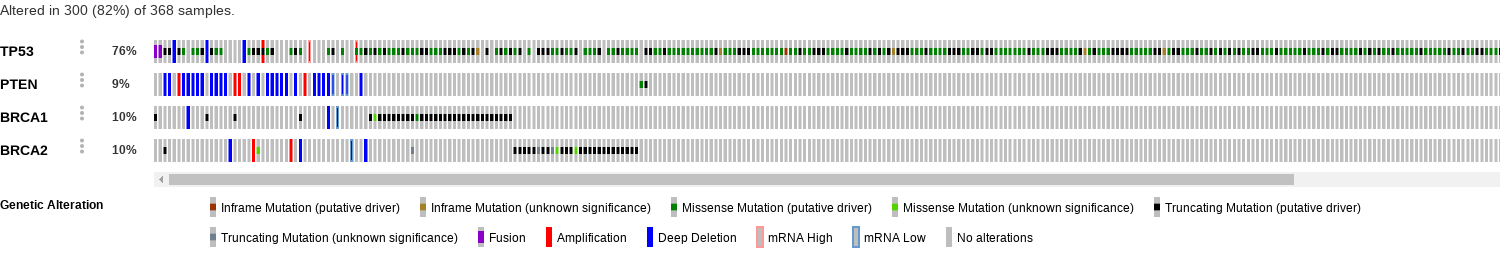 Altered in 300 (82%) of 368 samples.
TP53 76%
PTEN 9%
BRCA1 10%
BRCA2 10%
Genetic Alteration Inframe Mutation (putative driver) Inframe Mutation (unknown significance) Missense Mutation (putative driver) Missense Mutation (unknown significance) Truncating Mutation (putative driver)
Truncating Mutation (unknown significance) Fusion Amplification Deep Deletion mRNA High mRNA Low No alterations